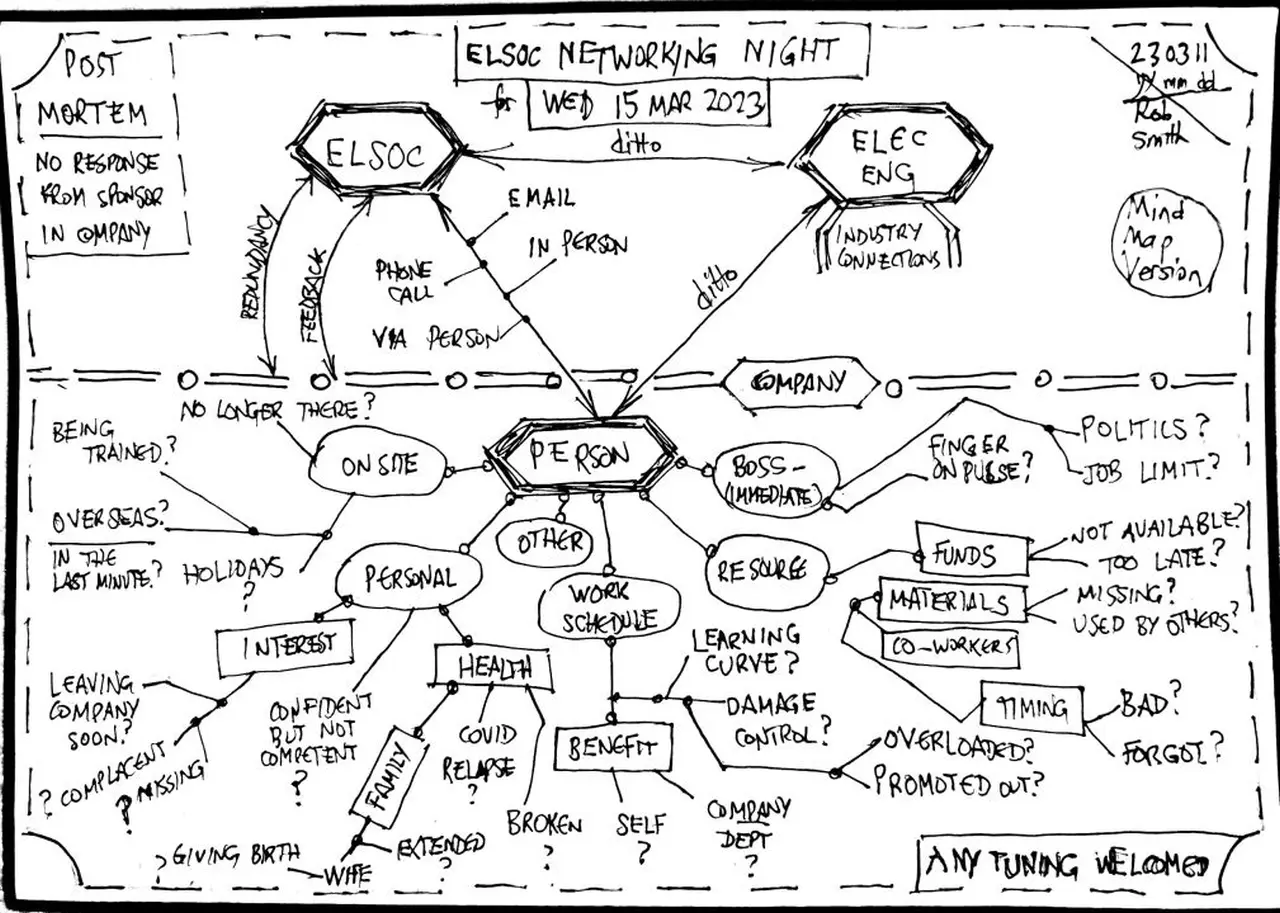 POST
MORTEM
NO RESPONSE
FROM SPONSOR
IN COMPANY
ELSOC NETWORKING NIGHT
for WED 15 MAR 2023
230311
yy mm dd
Rob
Smith
Mind
Map
Version
ELSOC
ditto
ELEC
ENG
INDUSTRY
CONNECTIONS
REDUNDANCY
FEEDBACK
EMAIL
IN PERSON
PHONE
CALL
VIA PERSON
ditto
COMPANY
NO LONGER THERE?
BEING
TRAINED?
ON SITE
OVERSEAS?
IN THE
LAST MINUTE?
HOLIDAYS
?
PERSON
BOSS -
(IMMEDIATE)
FINGER
ON PULSE?
POLITICS?
JOB LIMIT?
OTHER
PERSONAL
WORK
SCHEDULE
RESOURCE
FUNDS
NOT AVAILABLE?
TOO LATE?
MATERIALS
MISSING?
USED BY OTHERS?
CO-WORKERS
TIMING
BAD?
FORGOT?
INTEREST
LEAVING
COMPANY
SOON?
? COMPLACENT
? MISSING
CONFIDENT
BUT NOT
COMPETENT
?
HEALTH
COVID
RELAPSE
?
BROKEN
?
FAMILY
EXTENDED
?
WIFE
? GIVING BIRTH
LEARNING
CURVE?
DAMAGE
CONTROL?
OVERLOADED?
PROMOTED OUT?
BENEFIT
SELF
?
COMPANY
DEPT
?
ANY TUNING WELCOMED